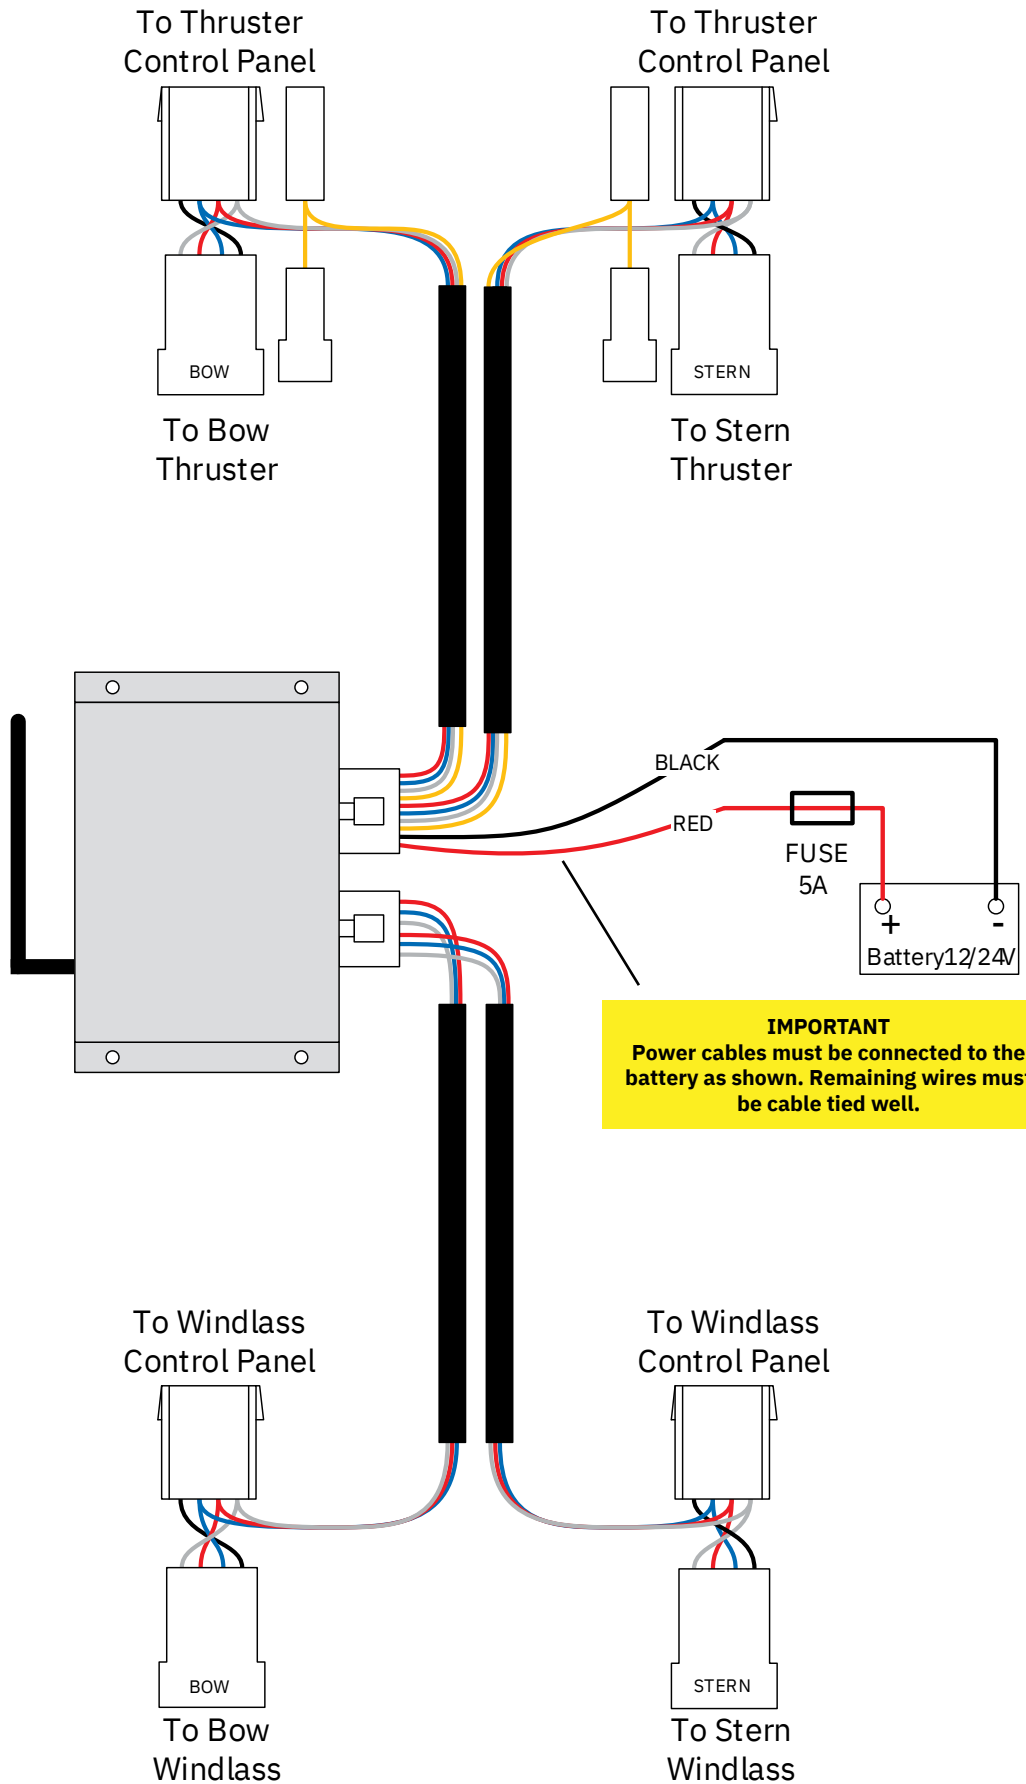 To Thruster
Control Panel
To Thruster
Control Panel
BOW
STERN
To Bow
Thruster
To Stern
Thruster
BLACK
RED
FUSE
5A
+
-
Battery12/24V
IMPORTANT
Power cables must be connected to the
battery as shown. Remaining wires must
be cable tied well.
To Windlass
Control Panel
To Windlass
Control Panel
BOW
STERN
To Bow
Windlass
To Stern
Windlass